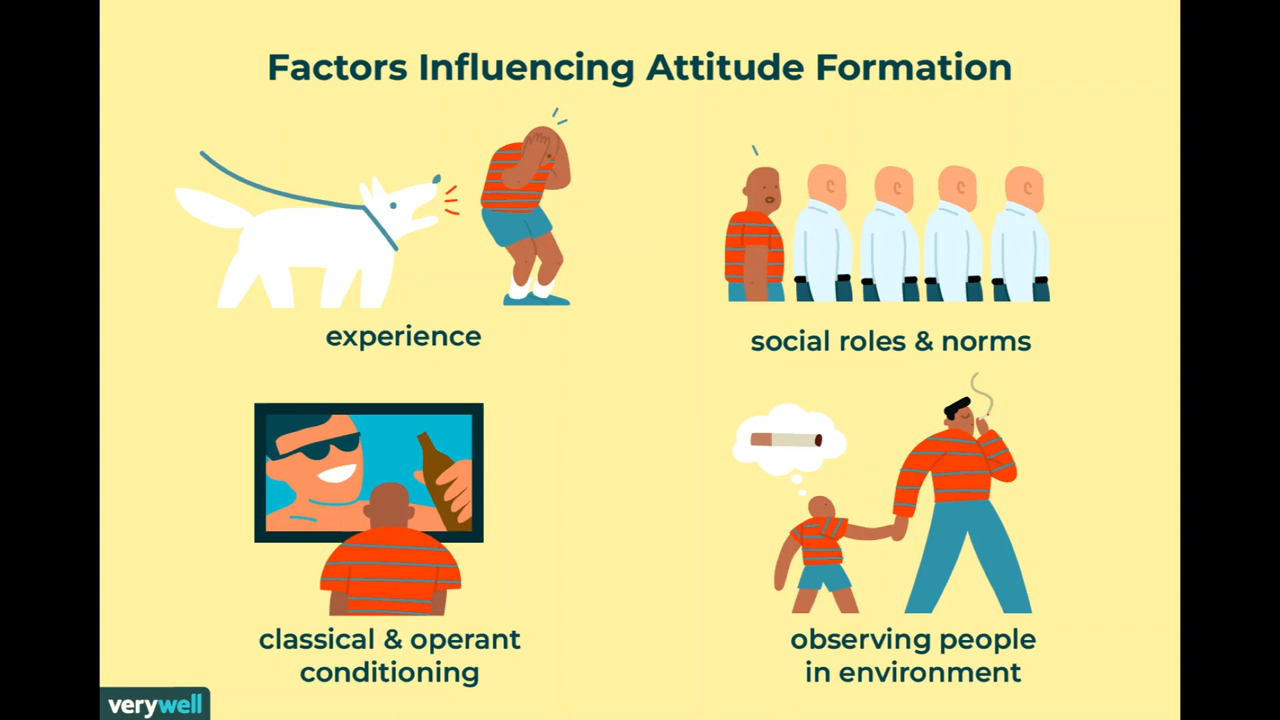 Factors Influencing Attitude Formation
experience
social roles & norms
classical & operant
conditioning
observing people
in environment
verywell